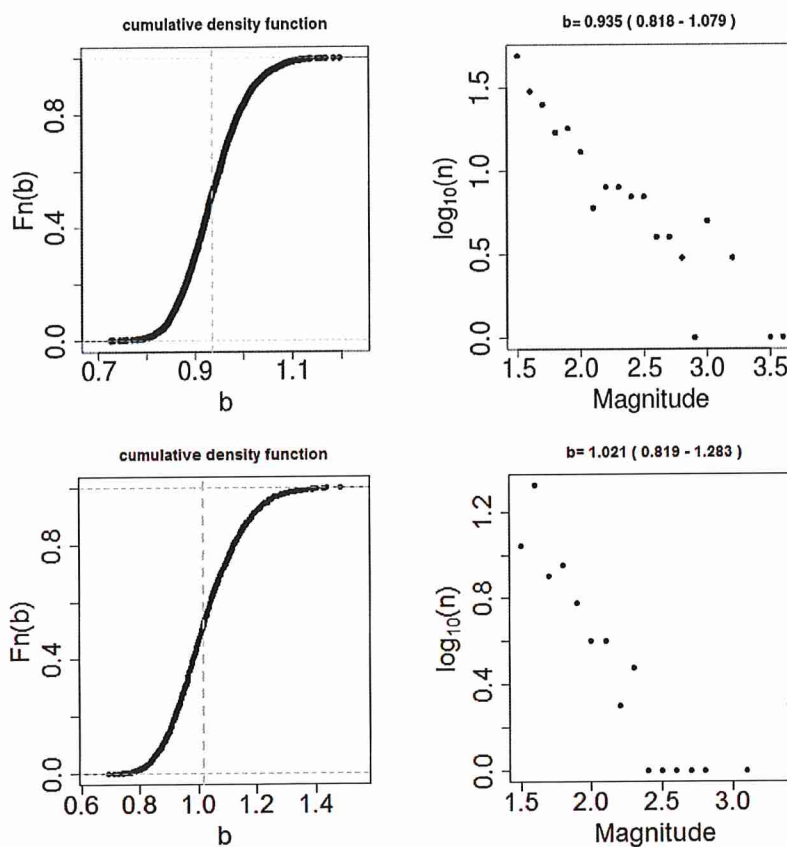 cumulative density function
Fn(b)
0.0 0.4 0.8
0.7 0.9 1.1
b
b= 0.935 ( 0.818 - 1.079 )
log10(n)
0.0 0.5 1.0 1.5
1.5 2.0 2.5 3.0 3.5
Magnitude
cumulative density function
Fn(b)
0.0 0.4 0.8
0.6 0.8 1.0 1.2 1.4
b
b= 1.021 ( 0.819 - 1.283 )
log10(n)
0.0 0.4 0.8 1.2
1.5 2.0 2.5 3.0
Magnitude